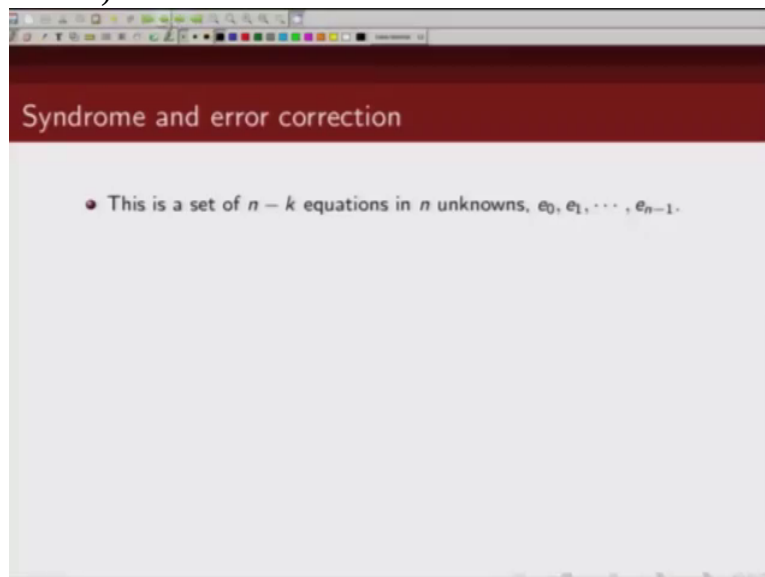 Syndrome and error correction
This is a set of n − k equations in n unknowns, e₀, e₁, ⋯ , eₙ₋₁.